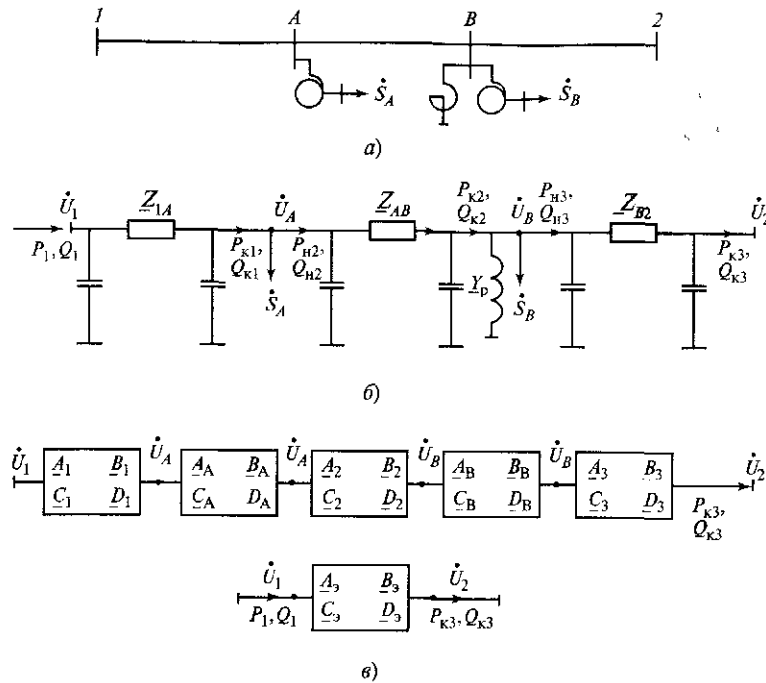 1 A B 2
Ṡ_A Ṡ_B
а)
U̇_1 Z_1A U̇_A Z_AB P_к2, Q_к2 U̇_B P_н3, Q_н3 Z_B2 U̇_2
P_1, Q_1 P_к1, Q_к1 P_н2, Q_н2 P_к3, Q_к3
Ṡ_A Y_р Ṡ_B
б)
U̇_1 A_1 B_1 U̇_A A_A B_A U̇_A A_2 B_2 U̇_B A_B B_B U̇_B A_3 B_3 U̇_2
C_1 D_1 C_A D_A C_2 D_2 C_B D_B C_3 D_3
P_к3,
Q_к3
U̇_1 A_э B_э U̇_2
P_1, Q_1 C_э D_э P_к3, Q_к3
в)